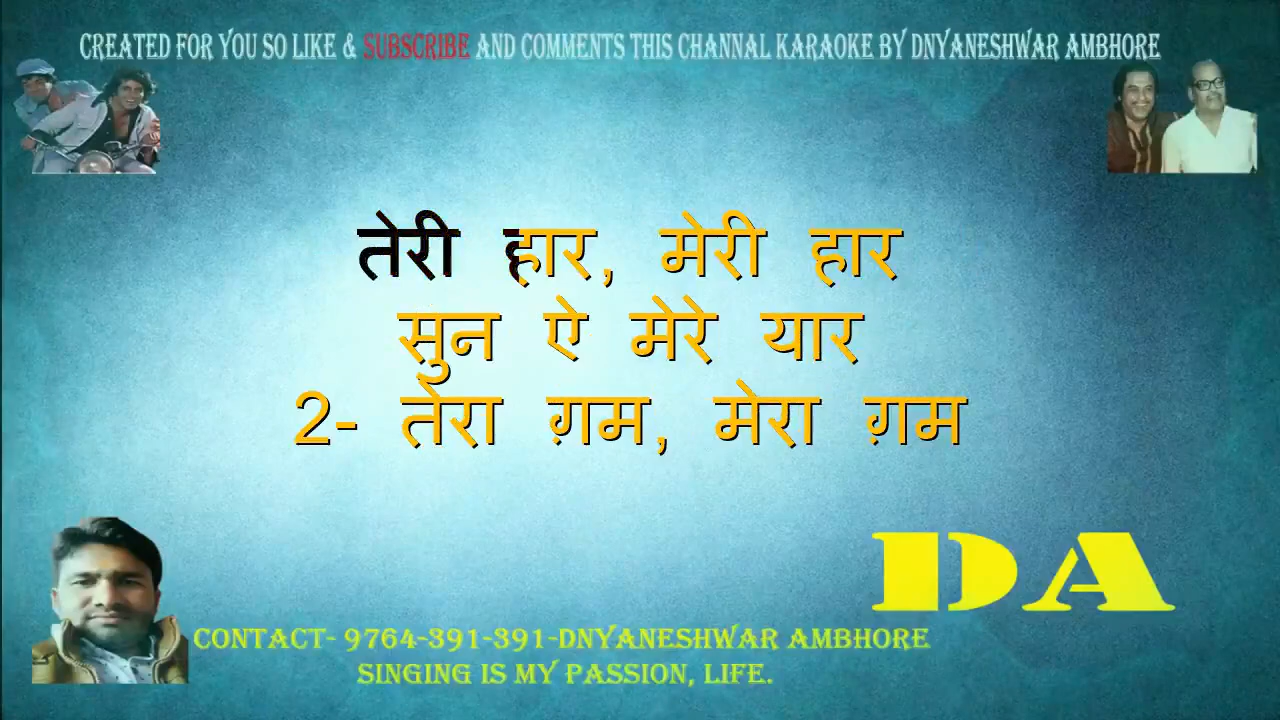 CREATED FOR YOU SO LIKE & SUBSCRIBE AND COMMENTS THIS CHANNAL KARAOKE BY DNYANESHWAR AMBHORE
तेरी हार, मेरी हार
सुन ऐ मेरे यार
2- तेरा ग़म, मेरा ग़म
DA
CONTACT- 9764-391-391-DNYANESHWAR AMBHORE
SINGING IS MY PASSION, LIFE.